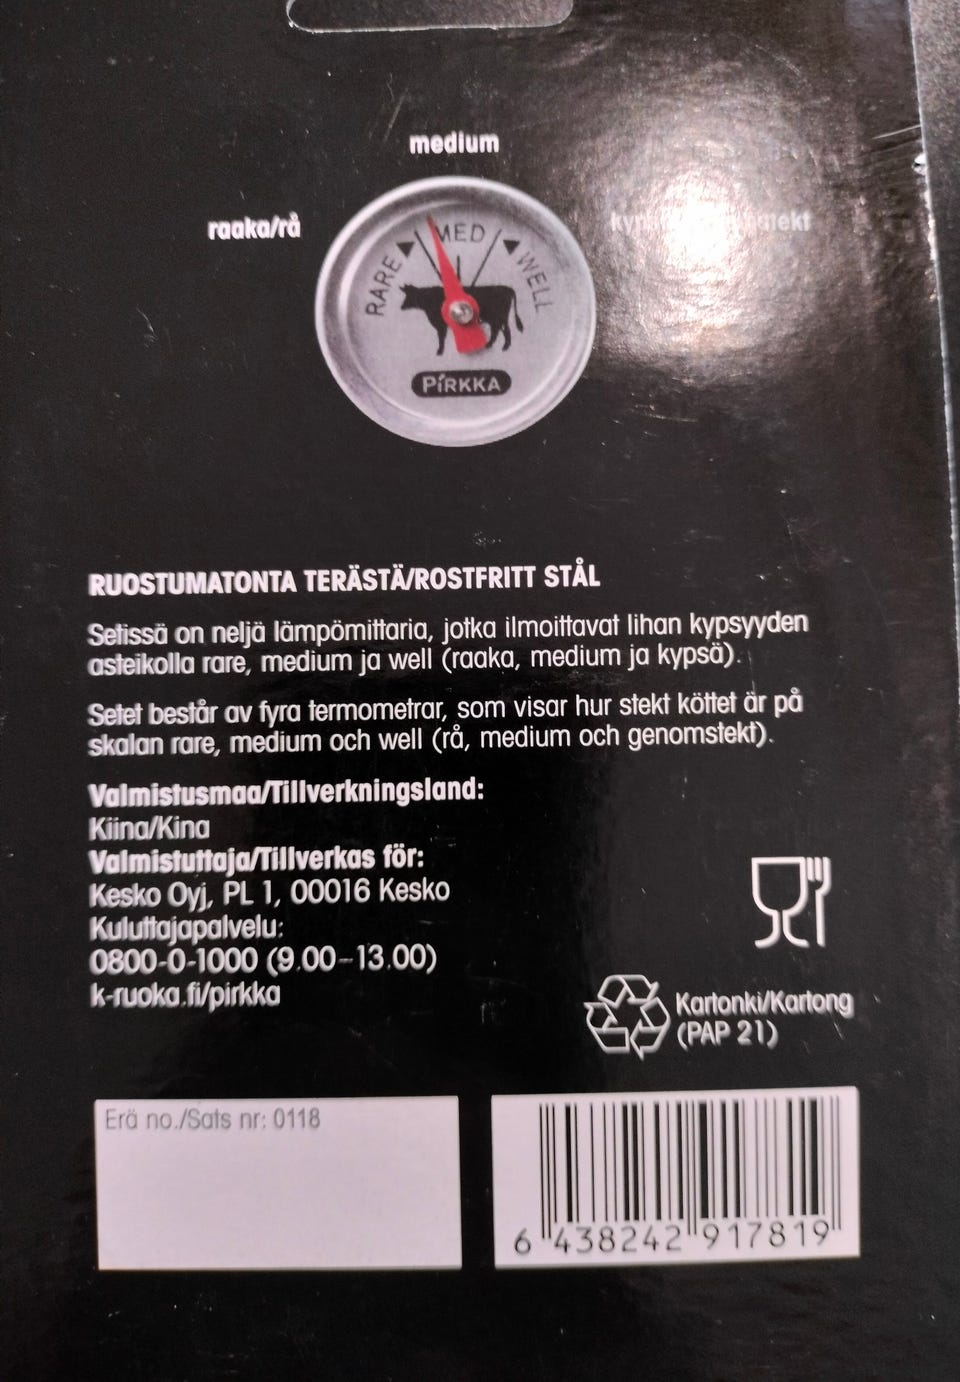 medium
raaka/rå
RARE MED WELL
PIRKKA
RUOSTUMATONTA TERÄSTÄ/ROSTFRITT STÅL
Setissä on neljä lämpömittaria, jotka ilmoittavat lihan kypsyyden
asteikolla rare, medium ja well (raaka, medium ja kypsä).
Setet består av fyra termometrar, som visar hur stekt köttet är på
skalan rare, medium och well (rå, medium och genomstekt).
Valmistusmaa/Tillverkningsland:
Kiina/Kina
Valmistuttaja/Tillverkas för:
Kesko Oyj, PL 1, 00016 Kesko
Kuluttajapalvelu:
0800-0-1000 (9.00-13.00)
k-ruoka.fi/pirkka
Kartonki/Kartong
(PAP 21)
Erä no./Sats nr: 0118
6 438242 917819